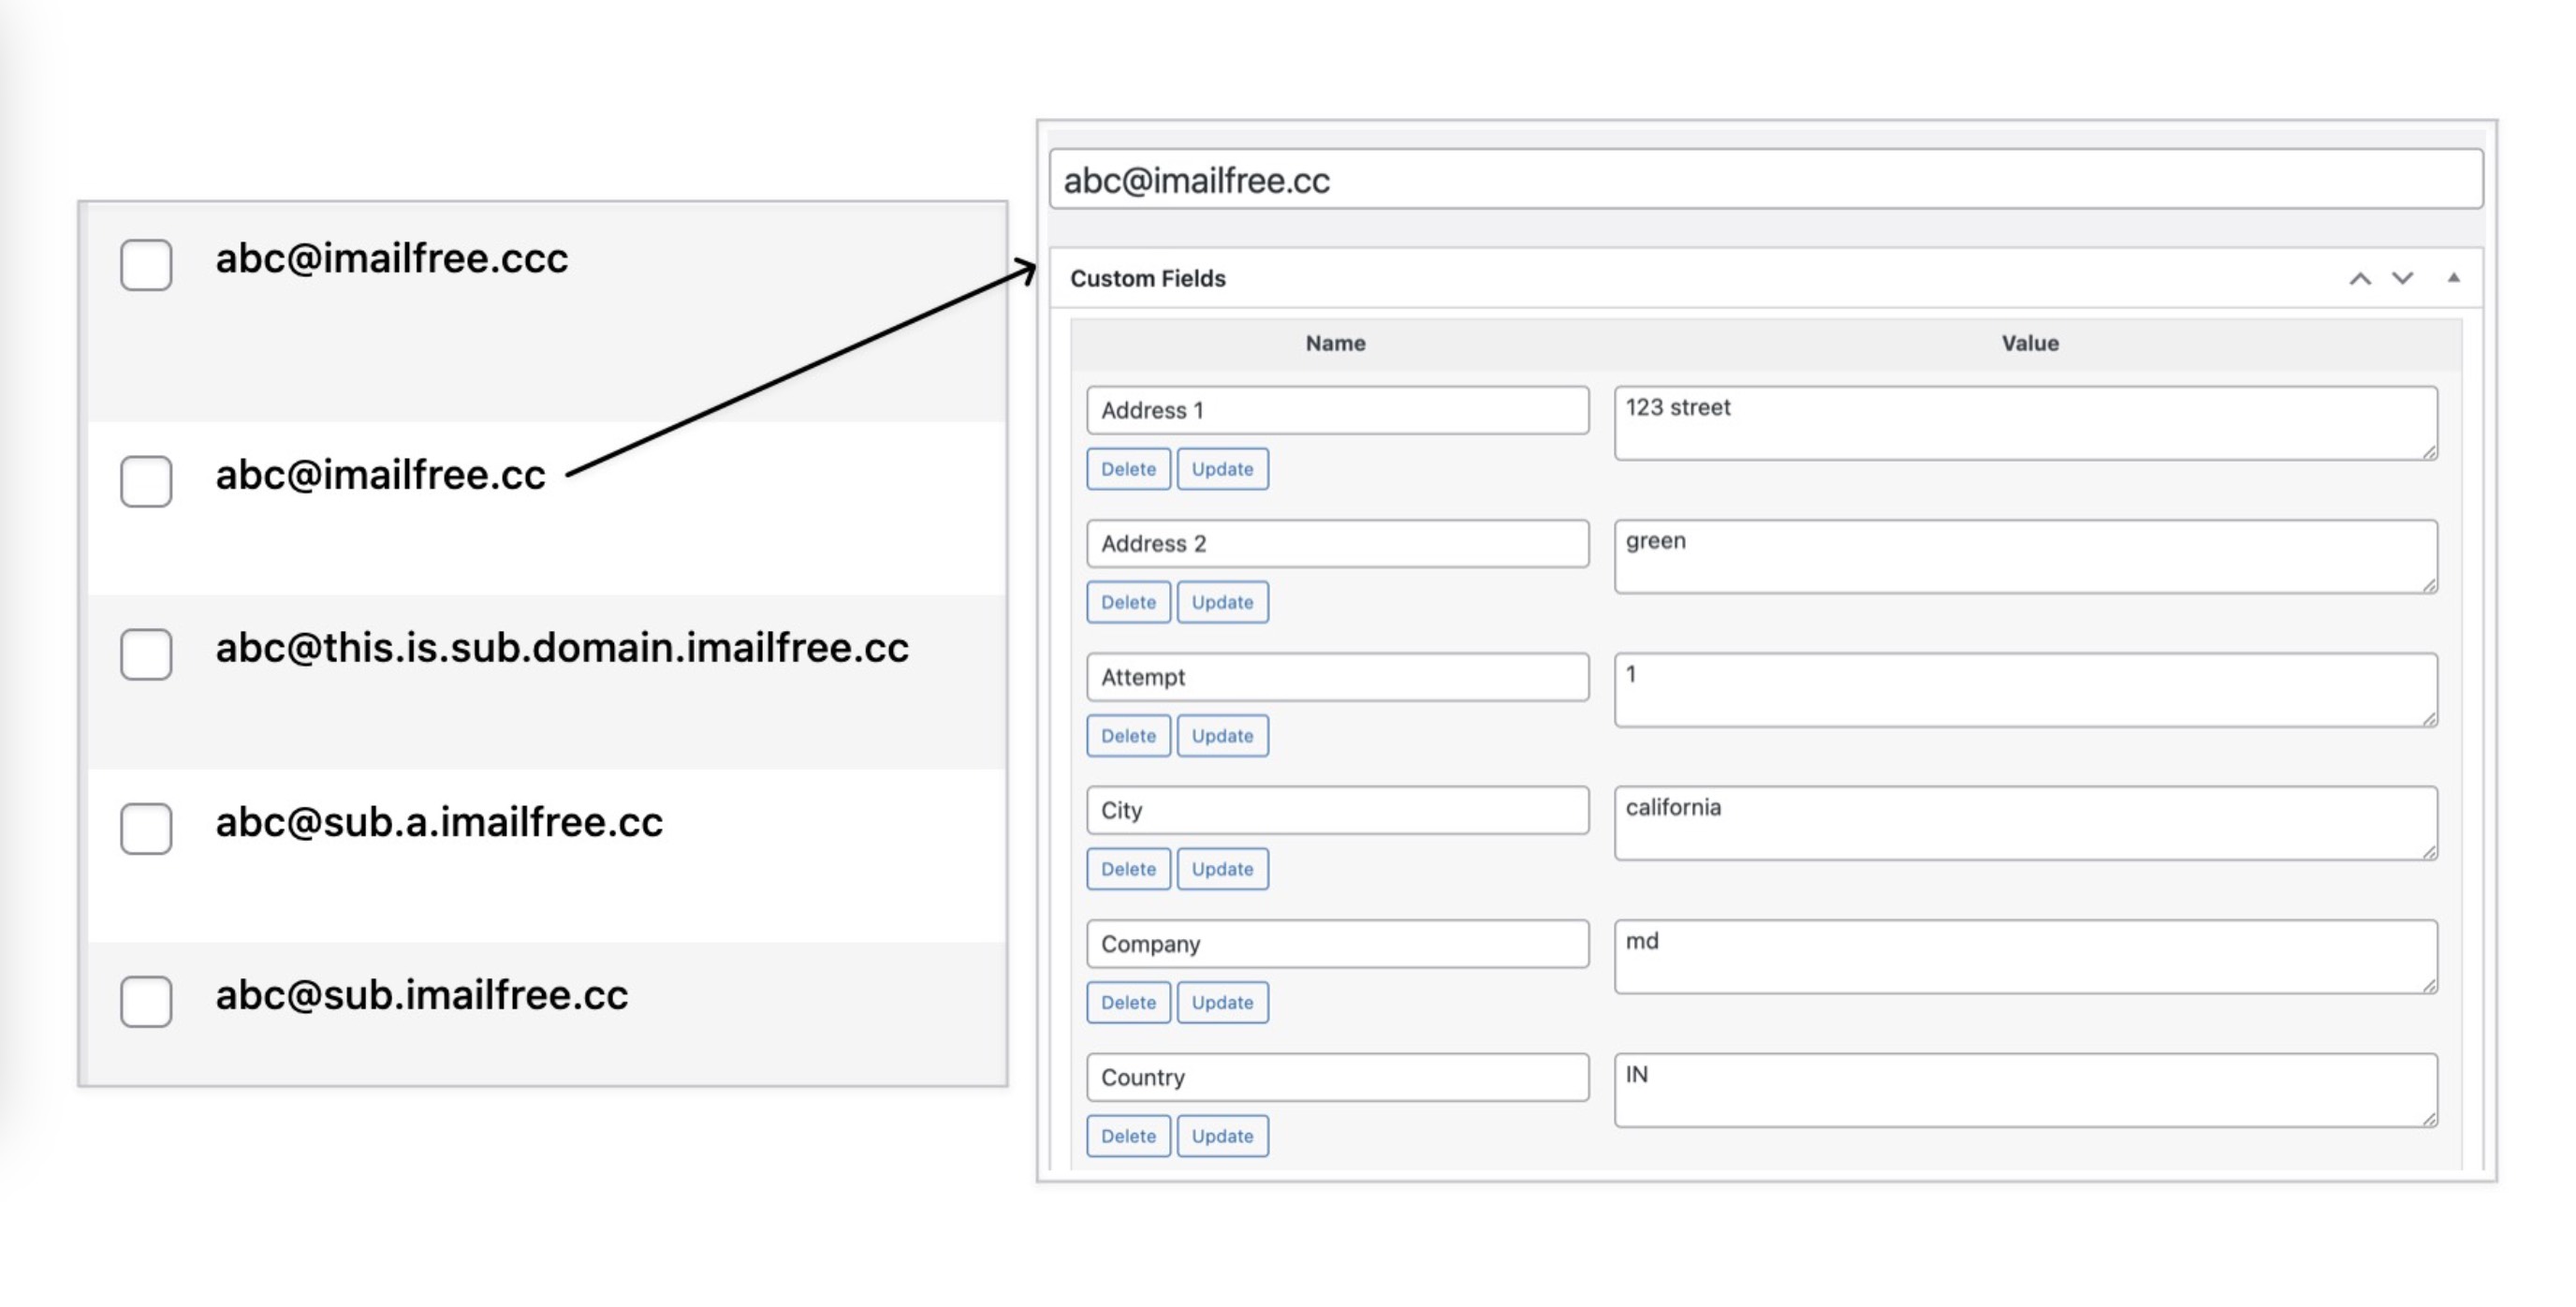 abc@imailfree.ccc
abc@imailfree.cc
abc@this.is.sub.domain.imailfree.cc
abc@sub.a.imailfree.cc
abc@sub.imailfree.cc
abc@imailfree.cc
Custom Fields
Name Value
Address 1 123 street
Delete Update
Address 2 green
Delete Update
Attempt 1
Delete Update
City california
Delete Update
Company md
Delete Update
Country IN
Delete Update